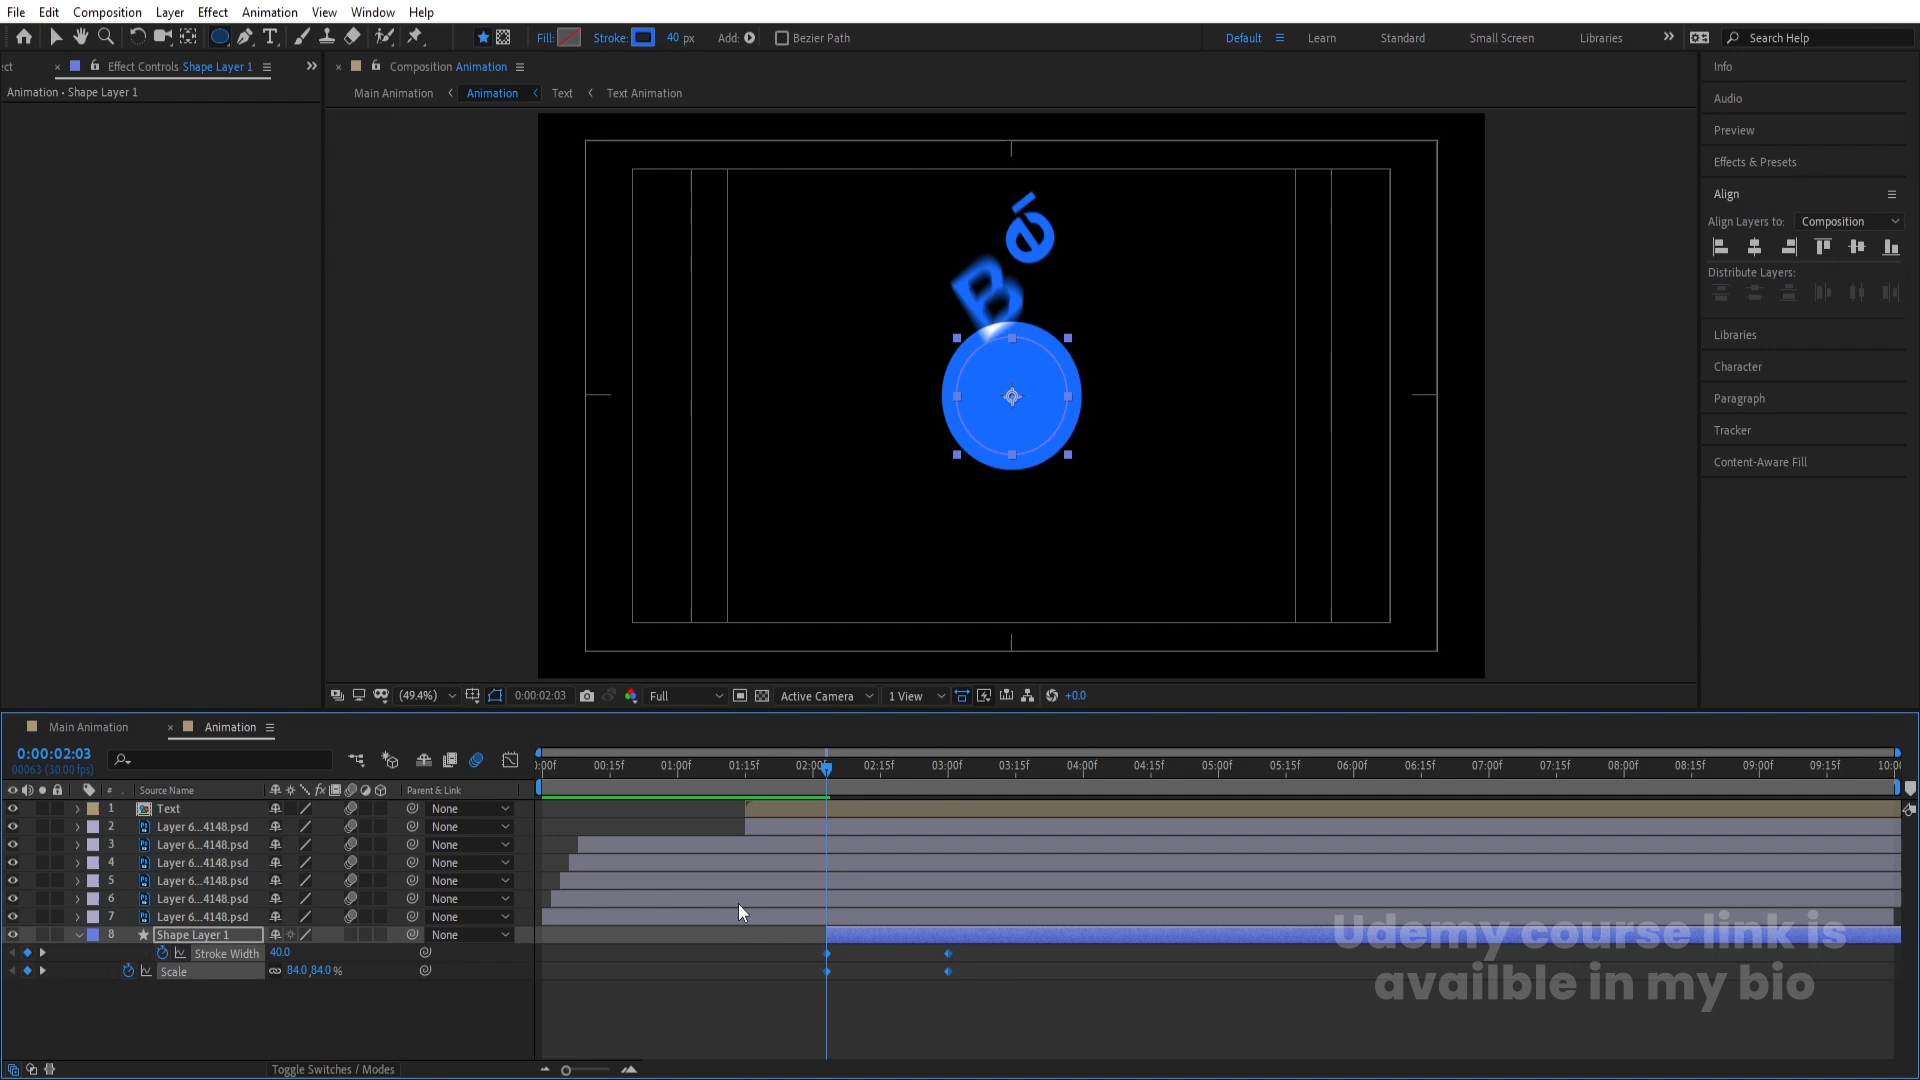 File Edit Composition Layer Effect Animation View Window Help
Fill: Stroke: 40 px Add: Bezier Path Default Learn Standard Small Screen Libraries Search Help
Effect Controls Shape Layer 1
Composition Animation
Animation • Shape Layer 1
Main Animation Animation Text Text Animation
Info
Audio
Preview
Effects & Presets
Align
Align Layers to: Composition
Distribute Layers:
Libraries
Character
Paragraph
Tracker
Content-Aware Fill
B e
(49.4%) 0:00:02:03 Full Active Camera 1 View +0.0
Main Animation Animation
0:00:02:03
00063 (30.00 fps)
:00f 00:15f 01:00f 01:15f 02:00f 02:15f 03:00f 03:15f 04:00f 04:15f 05:00f 05:15f 06:00f 06:15f 07:00f 07:15f 08:00f 08:15f 09:00f 09:15f 10:00
# Source Name fx Parent & Link
1 Text None
2 Layer 6...4148.psd None
3 Layer 6...4148.psd None
4 Layer 6...4148.psd None
5 Layer 6...4148.psd None
6 Layer 6...4148.psd None
7 Layer 6...4148.psd None
8 Shape Layer 1 None
Stroke Width 40.0
Scale 84.0,84.0%
Udemy course link is
availble in my bio
Toggle Switches / Modes